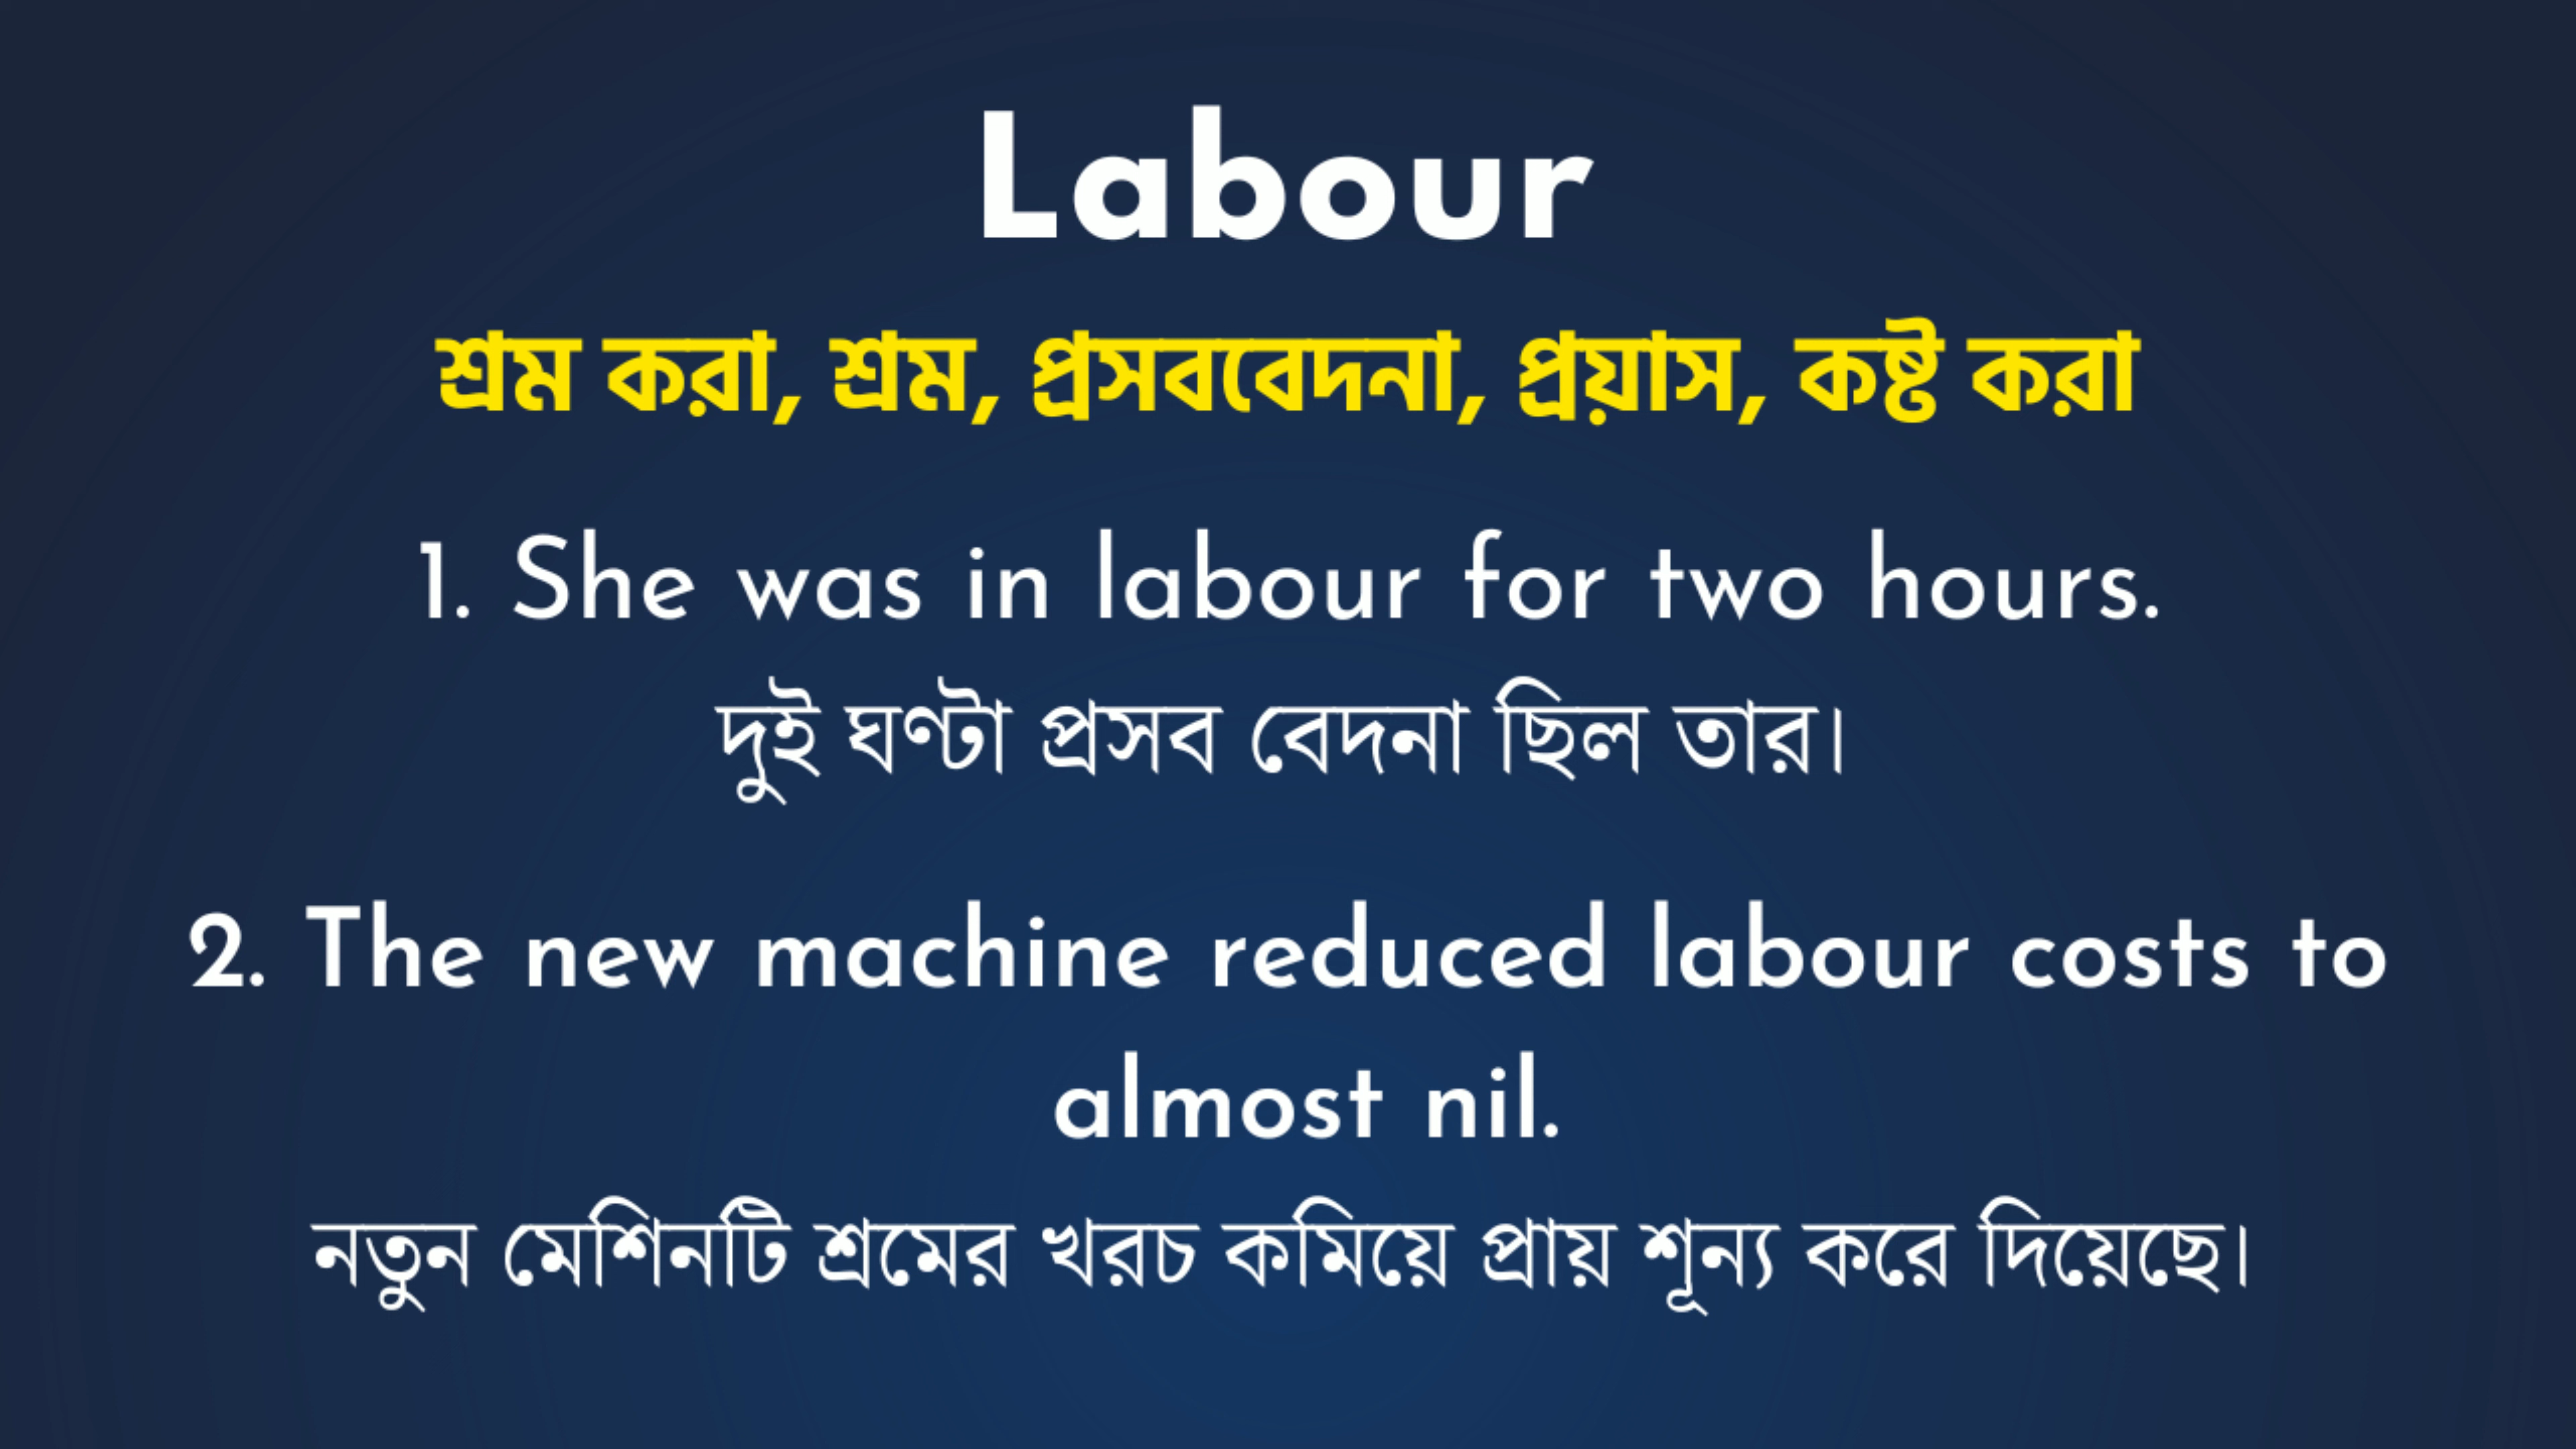 Labour
শ্রম করা, শ্রম, প্রসববেদনা, প্রয়াস, কষ্ট করা
1. She was in labour for two hours.
দুই ঘণ্টা প্রসব বেদনা ছিল তার।
2. The new machine reduced labour costs to
almost nil.
নতুন মেশিনটি শ্রমের খরচ কমিয়ে প্রায় শূন্য করে দিয়েছে।